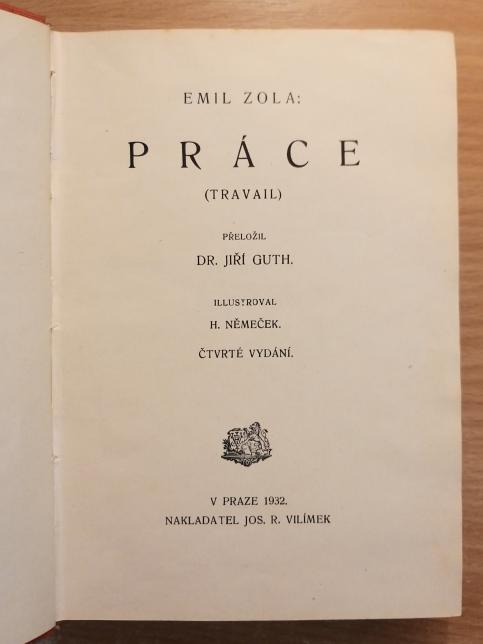 EMIL ZOLA:
PRÁCE
(TRAVAIL)
PŘELOŽIL
DR. JIŘÍ GUTH.
ILLUSTROVAL
H. NĚMEČEK.
ČTVRTÉ VYDÁNÍ.
V PRAZE 1932.
NAKLADATEL JOS. R. VILÍMEK